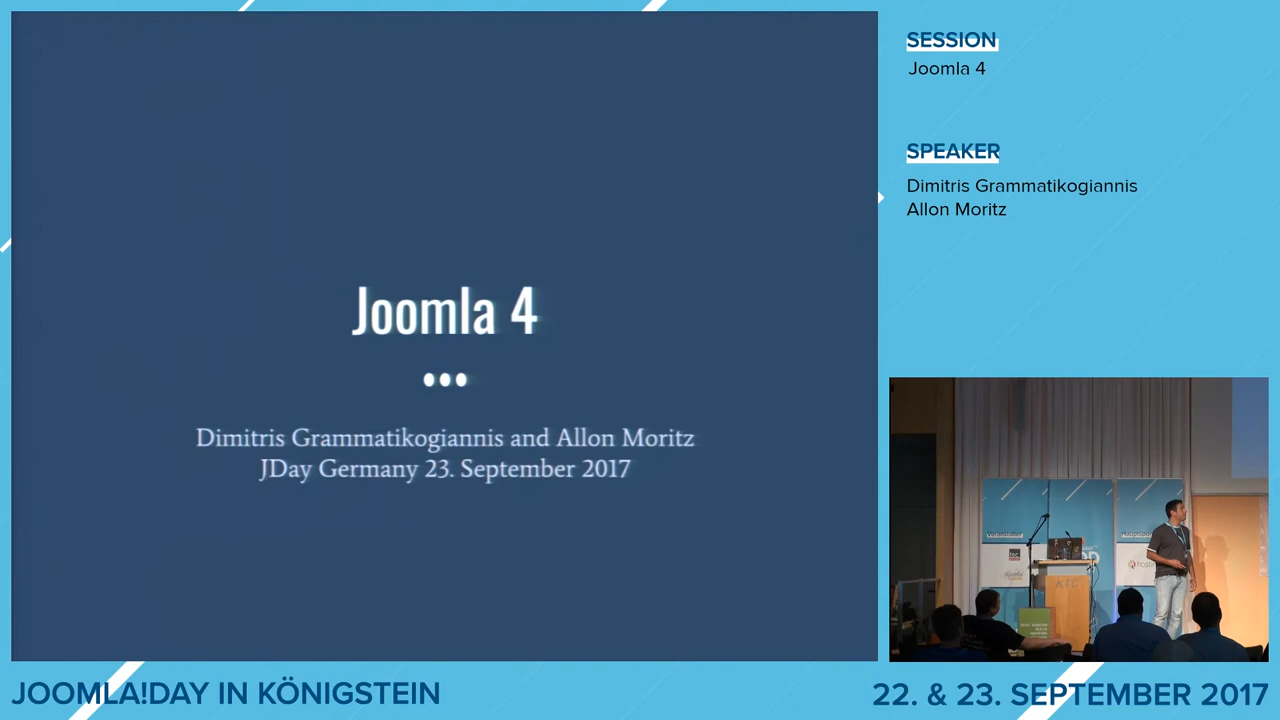 Joomla 4
Dimitris Grammatikogiannis and Allon Moritz
JDay Germany 23. September 2017
SESSION
Joomla 4
SPEAKER
Dimitris Grammatikogiannis
Allon Moritz
KTC
JOOMLA!DAY IN KÖNIGSTEIN
22. & 23. SEPTEMBER 2017